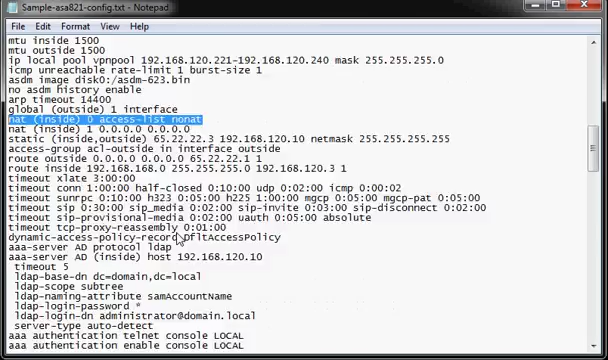 Sample-asa821-config.txt - Notepad
File Edit Format View Help
mtu inside 1500
mtu outside 1500
ip local pool vpnpool 192.168.120.221-192.168.120.240 mask 255.255.255.0
icmp unreachable rate-limit 1 burst-size 1
asdm image disk0:/asdm-623.bin
no asdm history enable
arp timeout 14400
global (outside) 1 interface
nat (inside) 0 access-list nonat
nat (inside) 1 0.0.0.0 0.0.0.0
static (inside,outside) 65.22.22.3 192.168.120.10 netmask 255.255.255.255
access-group acl-outside in interface outside
route outside 0.0.0.0 0.0.0.0 65.22.22.1 1
route inside 192.168.168.0 255.255.255.0 192.168.120.3 1
timeout xlate 3:00:00
timeout conn 1:00:00 half-closed 0:10:00 udp 0:02:00 icmp 0:00:02
timeout sunrpc 0:10:00 h323 0:05:00 h225 1:00:00 mgcp 0:05:00 mgcp-pat 0:05:00
timeout sip 0:30:00 sip_media 0:02:00 sip-invite 0:03:00 sip-disconnect 0:02:00
timeout sip-provisional-media 0:02:00 uauth 0:05:00 absolute
timeout tcp-proxy-reassembly 0:01:00
dynamic-access-policy-record DfltAccessPolicy
aaa-server AD protocol ldap
aaa-server AD (inside) host 192.168.120.10
timeout 5
ldap-base-dn dc=domain,dc=local
ldap-scope subtree
ldap-naming-attribute samAccountName
ldap-login-password *
ldap-login-dn administrator@domain.local
server-type auto-detect
aaa authentication telnet console LOCAL
aaa authentication enable console LOCAL